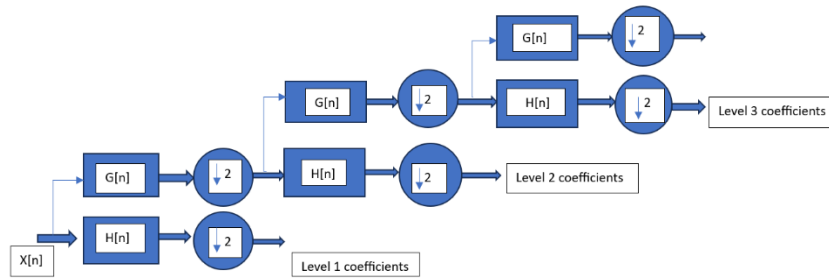 G[n]
2
G[n]
2
H[n]
2
Level 3 coefficients
G[n]
2
H[n]
2
Level 2 coefficients
X[n]
H[n]
2
Level 1 coefficients